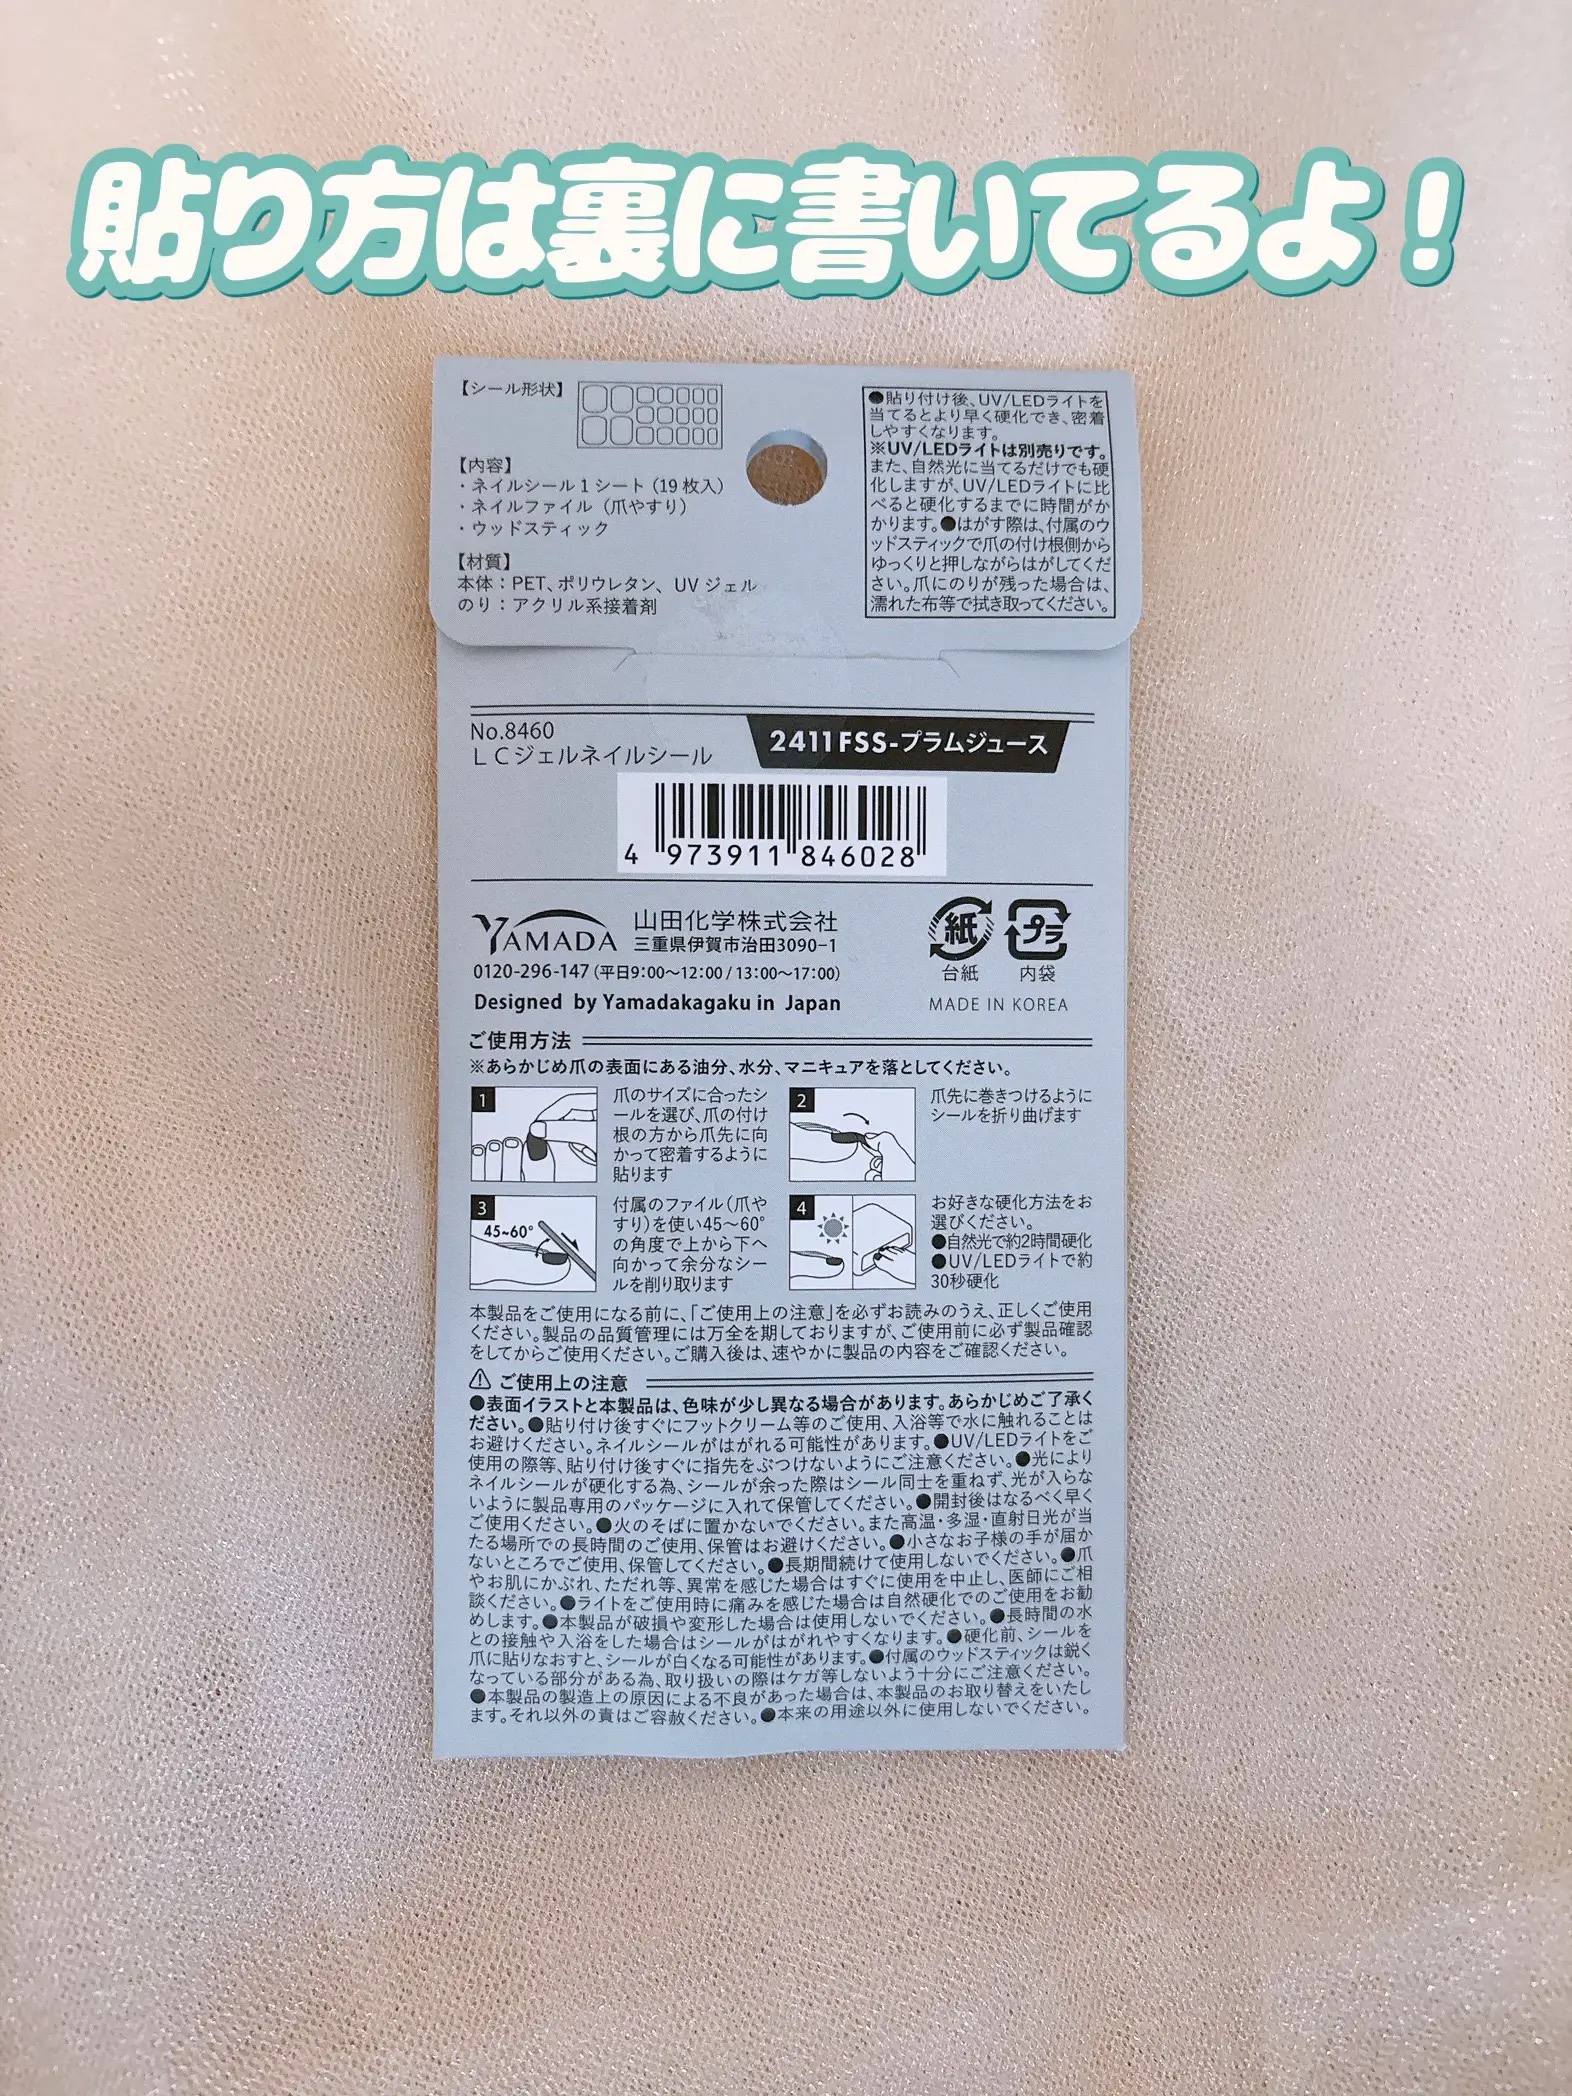 貼り方は裏に書いてるよ！
【シール形状】
【内容】
・ネイルシール1シート（19枚入）
・ネイルファイル（爪やすり）
・ウッドスティック
【材質】
本体：PET、ポリウレタン、UVジェル
のり：アクリル系接着剤
●貼り付け後、UV/LEDライトを
当てるとより早く硬化でき、密着
しやすくなります。
※UV/LEDライトは別売りです。
また、自然光に当てるだけでも硬
化しますが、UV/LEDライトに比
べると硬化するまでに時間がか
かります。●はがす際は、付属のウ
ッドスティックで爪の付け根側から
ゆっくりと押しながらはがしてくだ
さい。爪にのりが残った場合は、
濡れた布等で拭き取ってください。
No.8460
ＬＣジェルネイルシール
2411FSS-プラムジュース
4 973911 846028
YAMADA
山田化学株式会社
三重県伊賀市治田3090-1
0120-296-147（平日9:00〜12:00 / 13:00〜17:00）
Designed by Yamadakagaku in Japan
紙
プラ
台紙
内袋
MADE IN KOREA
ご使用方法
※あらかじめ爪の表面にある油分、水分、マニキュアを落としてください。
1
爪のサイズに合ったシ
ールを選び、爪の付け
根の方から爪先に向
かって密着するように
貼ります
2
爪先に巻きつけるように
シールを折り曲げます
3
45~60°
付属のファイル（爪や
すり）を使い45〜60°
の角度で上から下へ
向かって余分なシー
ルを削り取ります
4
お好きな硬化方法をお
選びください。
●自然光で約2時間硬化
●UV/LEDライトで約
30秒硬化
本製品をご使用になる前に、「ご使用上の注意」を必ずお読みのうえ、正しくご使用
ください。製品の品質管理には万全を期しておりますが、ご使用前に必ず製品確認
をしてからご使用ください。ご購入後は、速やかに製品の内容をご確認ください。
⚠ ご使用上の注意
●表面イラストと本製品は、色味が少し異なる場合があります。あらかじめご了承く
ださい。●貼り付け後すぐにフットクリーム等のご使用、入浴等で水に触れることは
お避けください。ネイルシールがはがれる可能性があります。●UV/LEDライトをご
使用の際等、貼り付け後すぐに指先をぶつけないようにご注意ください。●光により
ネイルシールが硬化する為、シールが余った際はシール同士を重ねず、光が入らな
いように製品専用のパッケージに入れて保管してください。●開封後はなるべく早く
ご使用ください。●火のそばに置かないでください。また高温・多湿・直射日光が当
たる場所での長時間のご使用、保管はお避けください。●小さなお子様の手が届か
ないところでご使用、保管してください。●長期間続けて使用しないでください。●爪
やお肌にかぶれ、ただれ等、異常を感じた場合はすぐに使用を中止し、医師にご相
談ください。●ライトをご使用時に痛みを感じた場合は自然硬化でのご使用をお勧
めします。●本製品が破損や変形した場合は使用しないでください。●長時間の水
との接触や入浴をした場合はシールがはがれやすくなります。●硬化前、シールを
爪に貼りなおすと、シールが白くなる可能性があります。●付属のウッドスティックは鋭く
なっている部分がある為、取り扱いの際はケガ等しないよう十分にご注意ください。
●本製品の製造上の原因による不良があった場合は、本製品のお取り替えをいたし
ます。それ以外の責はご容赦ください。●本来の用途以外に使用しないでください。